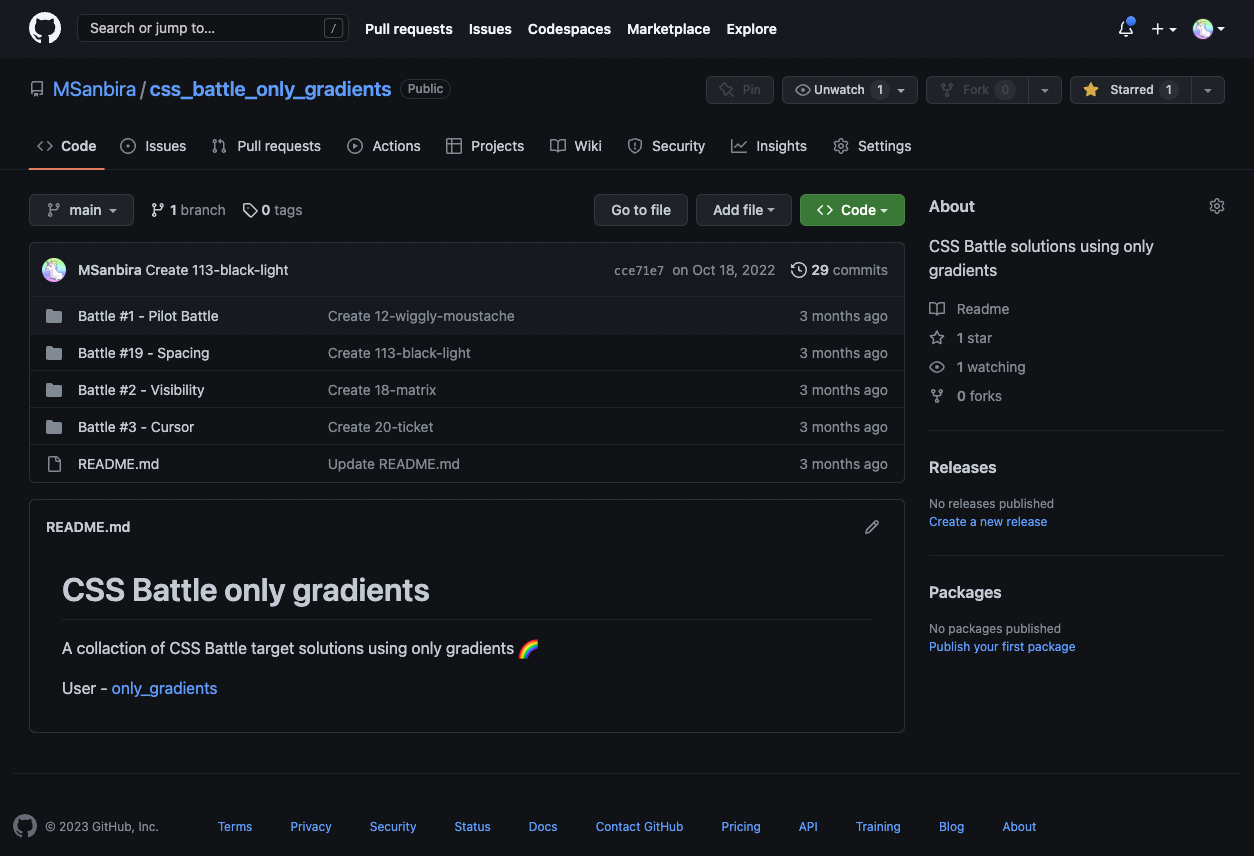 Search or jump to... / Pull requests Issues Codespaces Marketplace Explore
MSanbira / css_battle_only_gradients Public Pin Unwatch 1 Fork 0 Starred 1
Code Issues Pull requests Actions Projects Wiki Security Insights Settings
main 1 branch 0 tags Go to file Add file Code
MSanbira Create 113-black-light cce71e7 on Oct 18, 2022 29 commits
Battle #1 - Pilot Battle Create 12-wiggly-moustache 3 months ago
Battle #19 - Spacing Create 113-black-light 3 months ago
Battle #2 - Visibility Create 18-matrix 3 months ago
Battle #3 - Cursor Create 20-ticket 3 months ago
README.md Update README.md 3 months ago
README.md
CSS Battle only gradients
A collaction of CSS Battle target solutions using only gradients 🌈
User - only_gradients
About
CSS Battle solutions using only
gradients
Readme
1 star
1 watching
0 forks
Releases
No releases published
Create a new release
Packages
No packages published
Publish your first package
© 2023 GitHub, Inc. Terms Privacy Security Status Docs Contact GitHub Pricing API Training Blog About